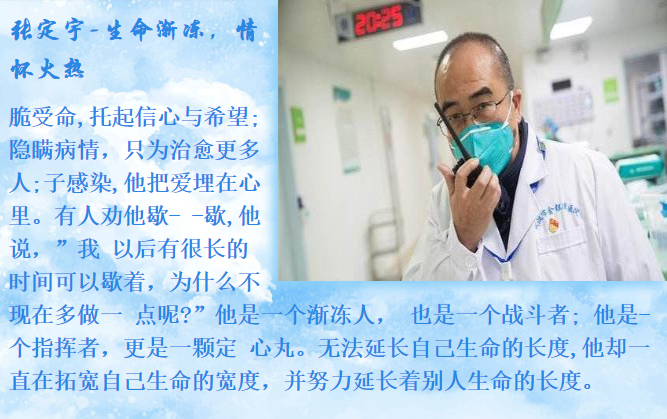 张定宇-生命渐冻，情
怀火热
脆受命,托起信心与希望;
隐瞒病情，只为治愈更多
人;子感染,他把爱埋在心
里。有人劝他歇- -歇,他
说，”我 以后有很长的
时间可以歇着，为什么不
现在多做一 点呢?”他是一个渐冻人， 也是一个战斗者; 他是-
个指挥者，更是一颗定 心丸。无法延长自己生命的长度,他却一
直在拓宽自己生命的宽度，并努力延长着别人生命的长度。
20:25